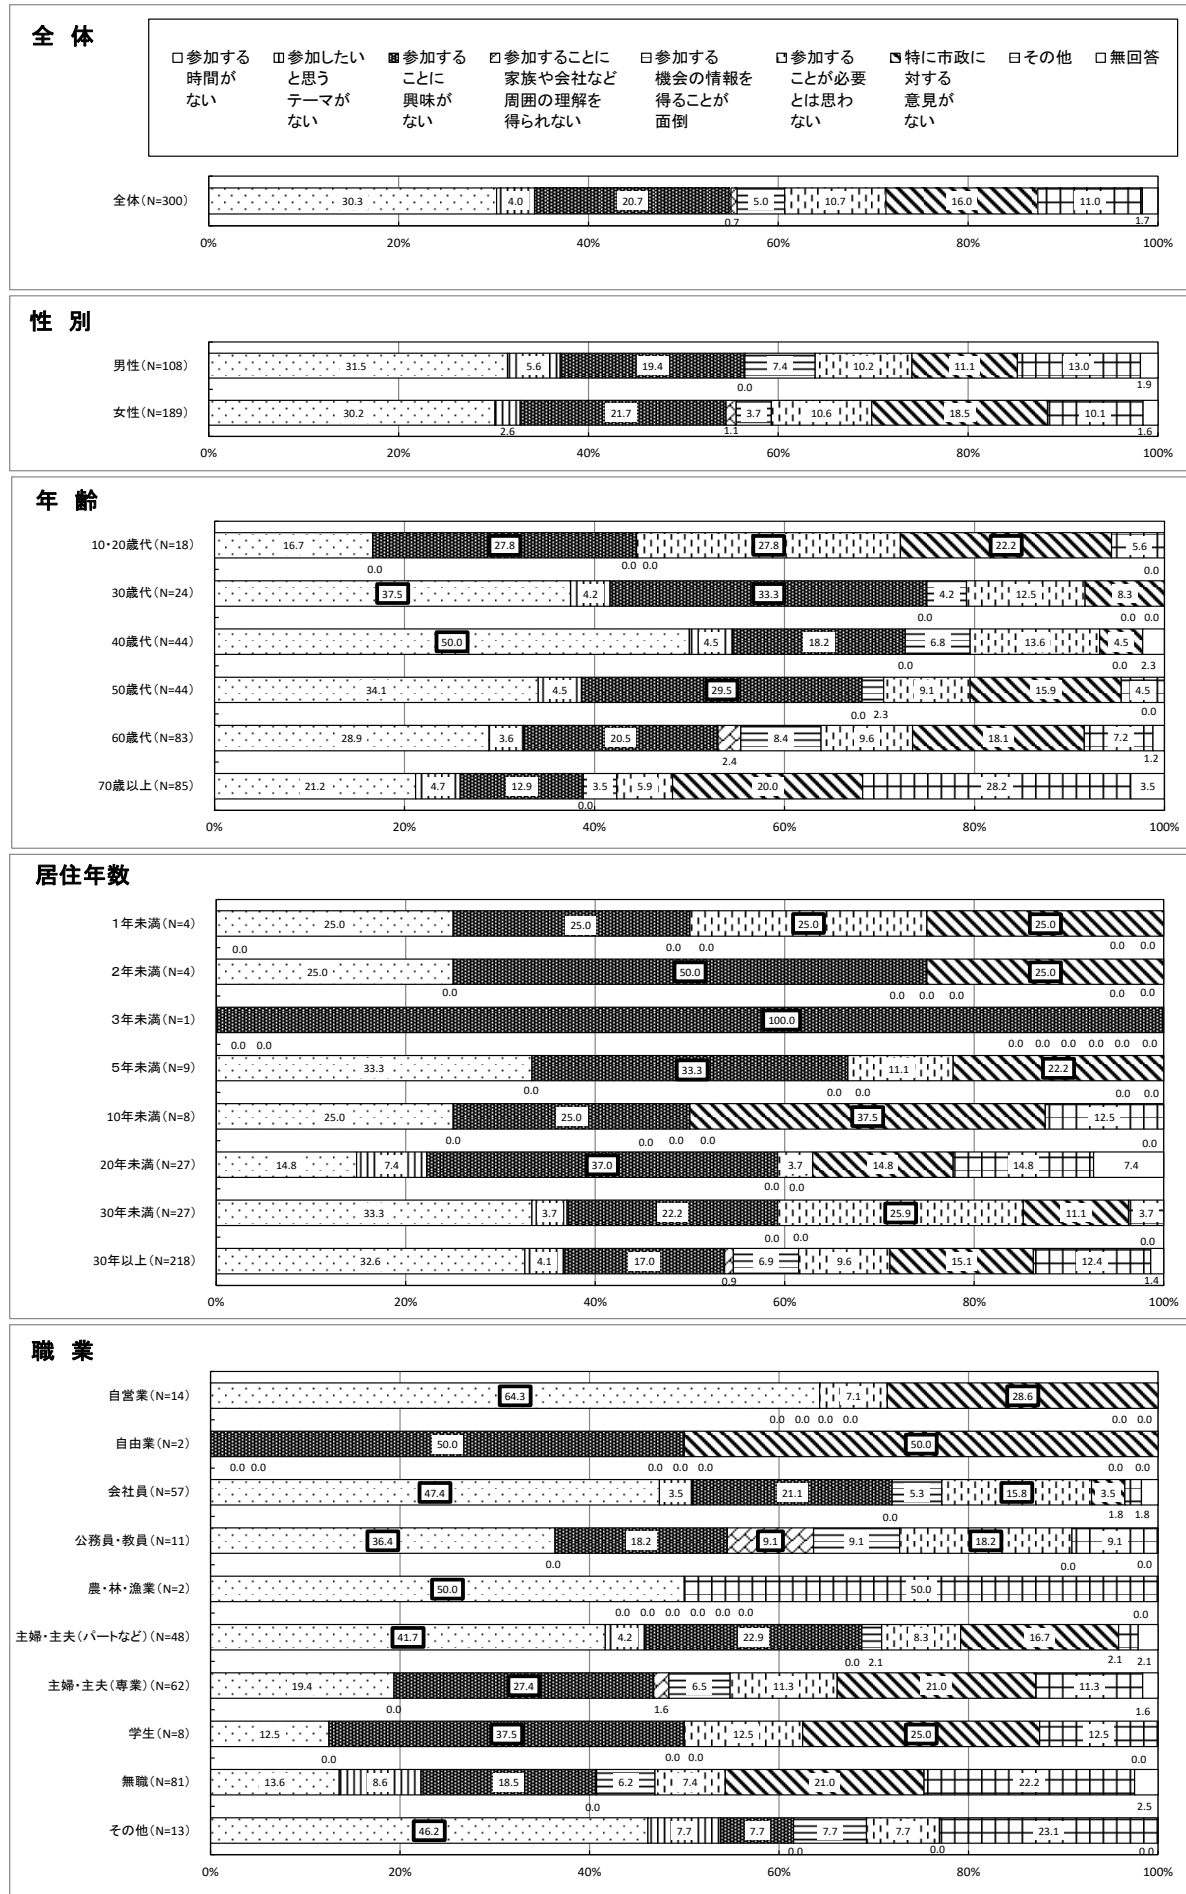 全 体
□参加する 時間が ない
参加したい と思う テーマが ない
参加する ことに 興味が ない
参加することに 家族や会社など 周囲の理解を 得られない
参加する 機会の情報を 得ることが 面倒
参加する ことが必要 とは思わ ない
特に市政に 対する 意見が ない
その他
□無回答
全体(N=300) 30.3 4.0 20.7 5.0 10.7 16.0 11.0
0.7 1.7
0% 20% 40% 60% 80% 100%
性 別
男性(N=108) 31.5 5.6 19.4 7.4 10.2 11.1 13.0
0.0 1.9
女性(N=189) 30.2 21.7 3.7 10.6 18.5 10.1
2.6 1.1 1.6
0% 20% 40% 60% 80% 100%
年 齢
10・20歳代(N=18) 16.7 27.8 27.8 22.2 5.6
0.0 0.0 0.0 0.0
30歳代(N=24) 37.5 4.2 33.3 4.2 12.5 8.3
0.0 0.0 0.0
40歳代(N=44) 50.0 4.5 18.2 6.8 13.6 4.5
0.0 0.0 2.3
50歳代(N=44) 34.1 4.5 29.5 9.1 15.9 4.5
0.0 2.3 0.0
60歳代(N=83) 28.9 3.6 20.5 8.4 9.6 18.1 7.2
2.4 1.2
70歳以上(N=85) 21.2 4.7 12.9 3.5 5.9 20.0 28.2 3.5
0.0
0% 20% 40% 60% 80% 100%
居住年数
1年未満(N=4) 25.0 25.0 25.0 25.0
0.0 0.0 0.0 0.0 0.0
2年未満(N=4) 25.0 50.0 25.0
0.0 0.0 0.0 0.0 0.0 0.0
3年未満(N=1) 100.0
0.0 0.0 0.0 0.0 0.0 0.0 0.0 0.0
5年未満(N=9) 33.3 33.3 11.1 22.2
0.0 0.0 0.0 0.0 0.0
10年未満(N=8) 25.0 25.0 37.5 12.5
0.0 0.0 0.0 0.0 0.0
20年未満(N=27) 14.8 7.4 37.0 3.7 14.8 14.8 7.4
0.0 0.0
30年未満(N=27) 33.3 3.7 22.2 25.9 11.1 3.7
0.0 0.0 0.0
30年以上(N=218) 32.6 4.1 17.0 6.9 9.6 15.1 12.4
0.9 1.4
0% 20% 40% 60% 80% 100%
職 業
自営業(N=14) 64.3 7.1 28.6
0.0 0.0 0.0 0.0 0.0 0.0
自由業(N=2) 50.0 50.0
0.0 0.0 0.0 0.0 0.0 0.0 0.0
会社員(N=57) 47.4 3.5 21.1 5.3 15.8 3.5
0.0 1.8 1.8
公務員・教員(N=11) 36.4 18.2 9.1 9.1 18.2 9.1
0.0 0.0 0.0
農・林・漁業(N=2) 50.0 50.0
0.0 0.0 0.0 0.0 0.0 0.0 0.0
主婦・主夫(パートなど)(N=48) 41.7 4.2 22.9 8.3 16.7
0.0 2.1 2.1 2.1
主婦・主夫(専業)(N=62) 19.4 27.4 6.5 11.3 21.0 11.3
0.0 1.6 1.6
学生(N=8) 12.5 37.5 12.5 25.0 12.5
0.0 0.0 0.0 0.0
無職(N=81) 13.6 8.6 18.5 6.2 7.4 21.0 22.2
0.0 2.5
その他(N=13) 46.2 7.7 7.7 7.7 7.7 23.1
0.0 0.0 0.0
0% 20% 40% 60% 80% 100%